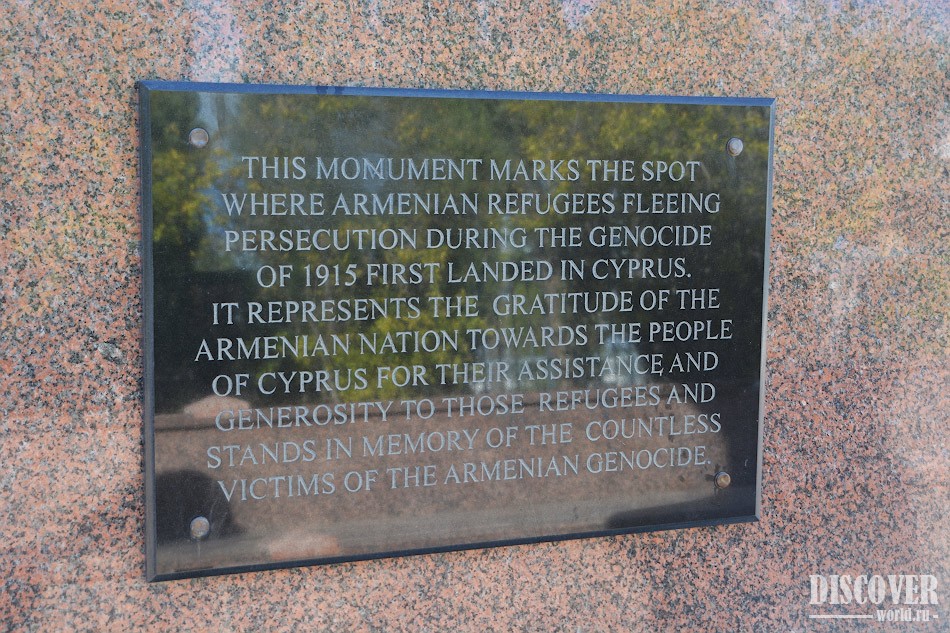 THIS MONUMENT MARKS THE SPOT
WHERE ARMENIAN REFUGEES FLEEING
PERSECUTION DURING THE GENOCIDE
OF 1915 FIRST LANDED IN CYPRUS.
IT REPRESENTS THE GRATITUDE OF THE
ARMENIAN NATION TOWARDS THE PEOPLE
OF CYPRUS FOR THEIR ASSISTANCE, AND
GENEROSITY TO THOSE REFUGEES AND
STANDS IN MEMORY OF THE COUNTLESS
VICTIMS OF THE ARMENIAN GENOCIDE.
DISCOVER
world.ru